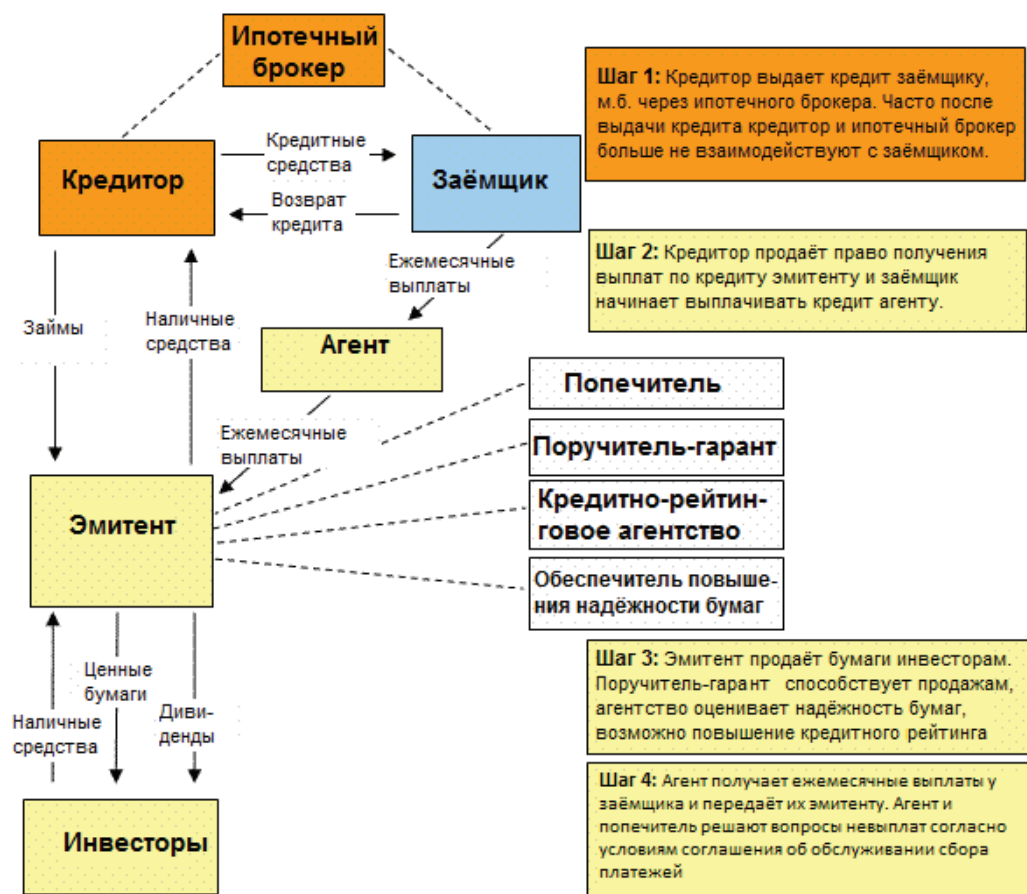 Ипотечный
брокер
Шаг 1: Кредитор выдает кредит заёмщику,
м.б. через ипотечного брокера. Часто после
выдачи кредита кредитор и ипотечный брокер
больше не взаимодействуют с заёмщиком.
Кредитор
Кредитные
средства
Заёмщик
Возврат
кредита
Шаг 2: Кредитор продаёт право получения
выплат по кредиту эмитенту и заёмщик
начинает выплачивать кредит агенту.
Ежемесячные
выплаты
Займы
Наличные
средства
Агент
Попечитель
Ежемесячные
выплаты
Поручитель-гарант
Эмитент
Кредитно-рейтин-
говое агентство
Обеспечитель повыше-
ния надёжности бумаг
Шаг 3: Эмитент продаёт бумаги инвесторам.
Поручитель-гарант способствует продажам,
агентство оценивает надёжность бумаг,
возможно повышение кредитного рейтинга
Ценные
бумаги
Наличные
средства
Диви-
денды
Шаг 4: Агент получает ежемесячные выплаты у
заёмщика и передаёт их эмитенту. Агент и
попечитель решают вопросы невыплат согласно
условиям соглашения об обслуживании сбора
платежей
Инвесторы